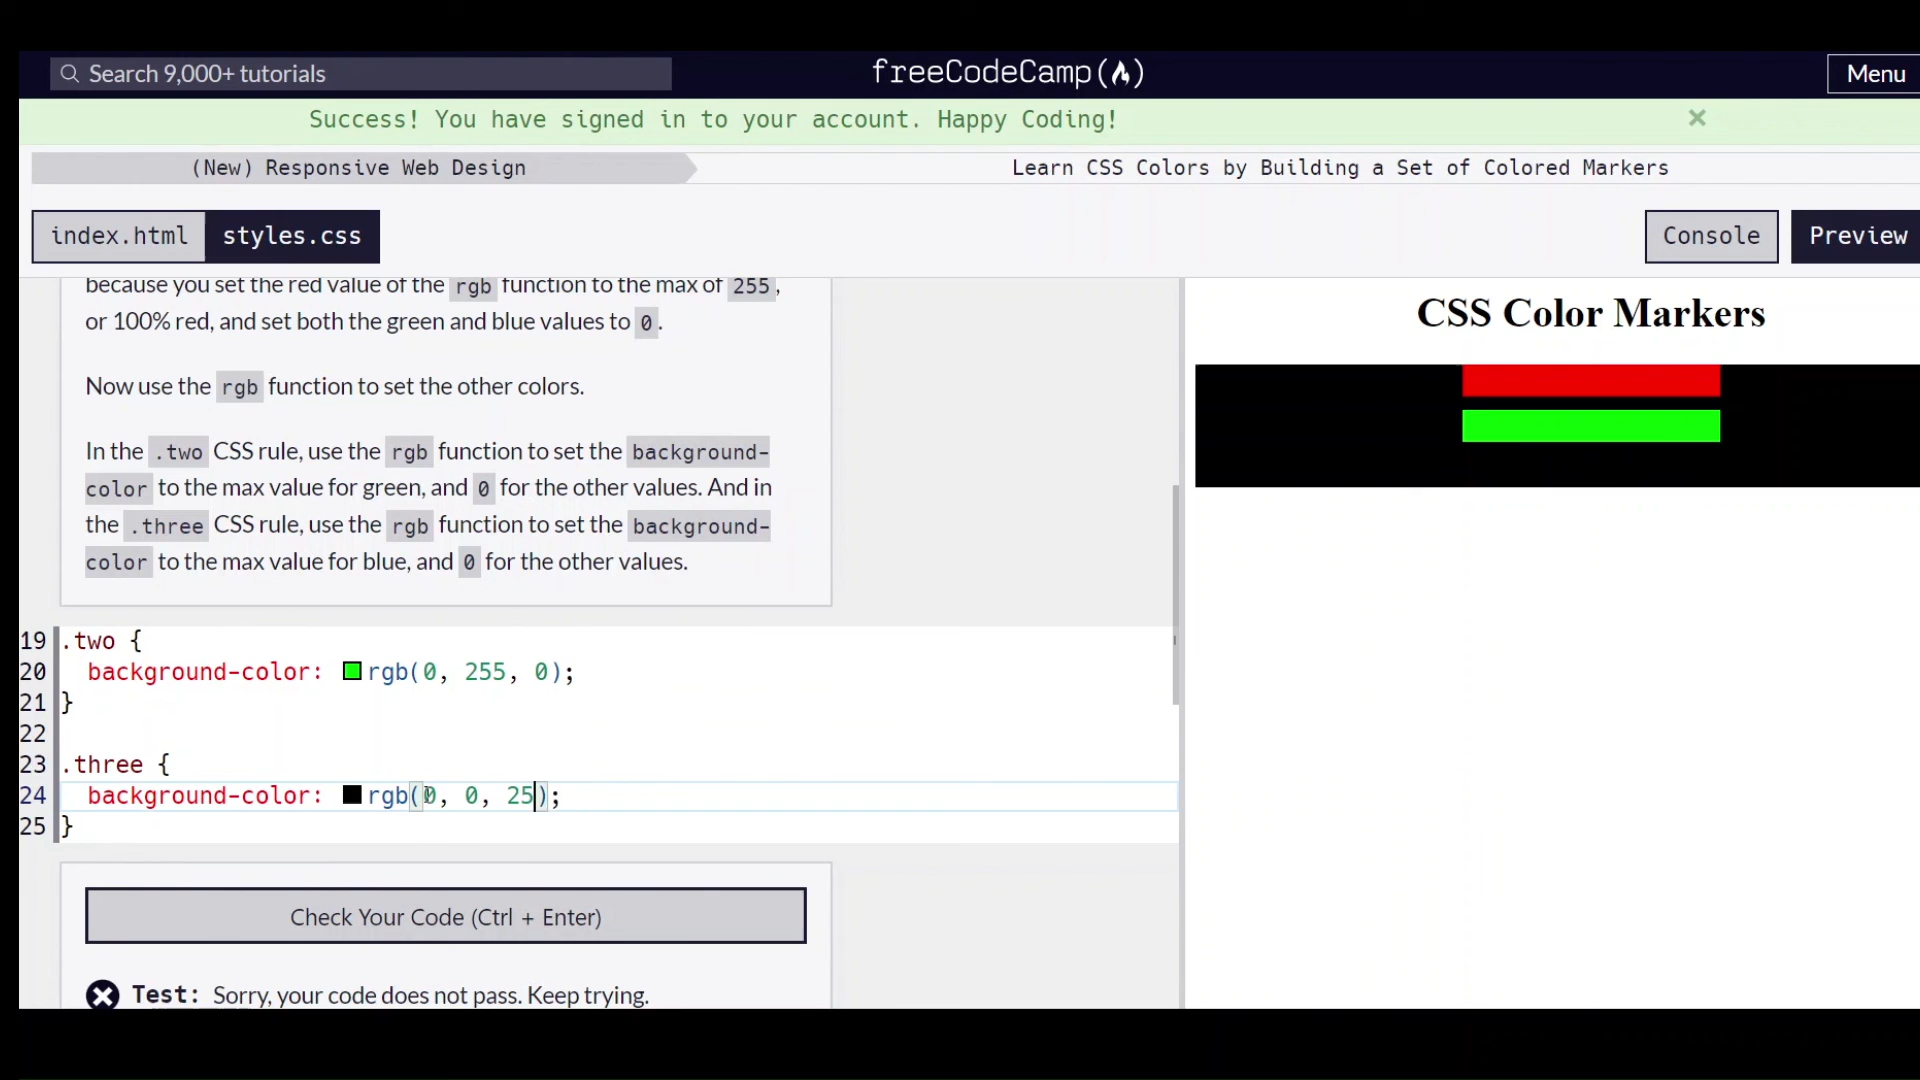 Search 9,000+ tutorials
freeCodeCamp
Menu
Success! You have signed in to your account. Happy Coding!
×
(New) Responsive Web Design
Learn CSS Colors by Building a Set of Colored Markers
index.html
styles.css
Console
Preview
because you set the red value of the rgb function to the max of 255,
or 100% red, and set both the green and blue values to 0.
Now use the rgb function to set the other colors.
In the .two CSS rule, use the rgb function to set the background-
color to the max value for green, and 0 for the other values. And in
the .three CSS rule, use the rgb function to set the background-
color to the max value for blue, and 0 for the other values.
19 .two {
20 background-color: rgb(0, 255, 0);
21 }
22
23 .three {
24 background-color: rgb(0, 0, 25);
25 }
Check Your Code (Ctrl + Enter)
Test: Sorry, your code does not pass. Keep trying.
CSS Color Markers